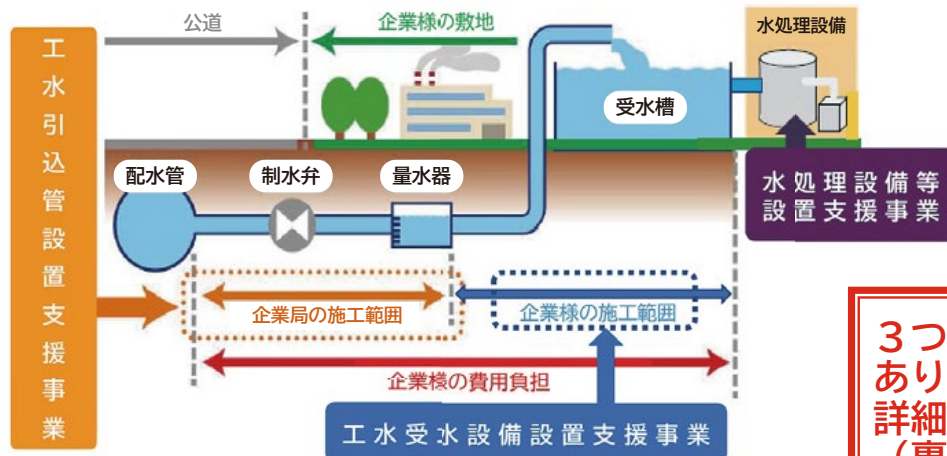 工水引込管設置支援事業
公道
企業様の敷地
水処理設備
受水槽
配水管
制水弁
量水器
水処理設備等
設置支援事業
企業局の施工範囲
企業様の施工範囲
企業様の費用負担
工水受水設備設置支援事業
3つ
あり
詳細